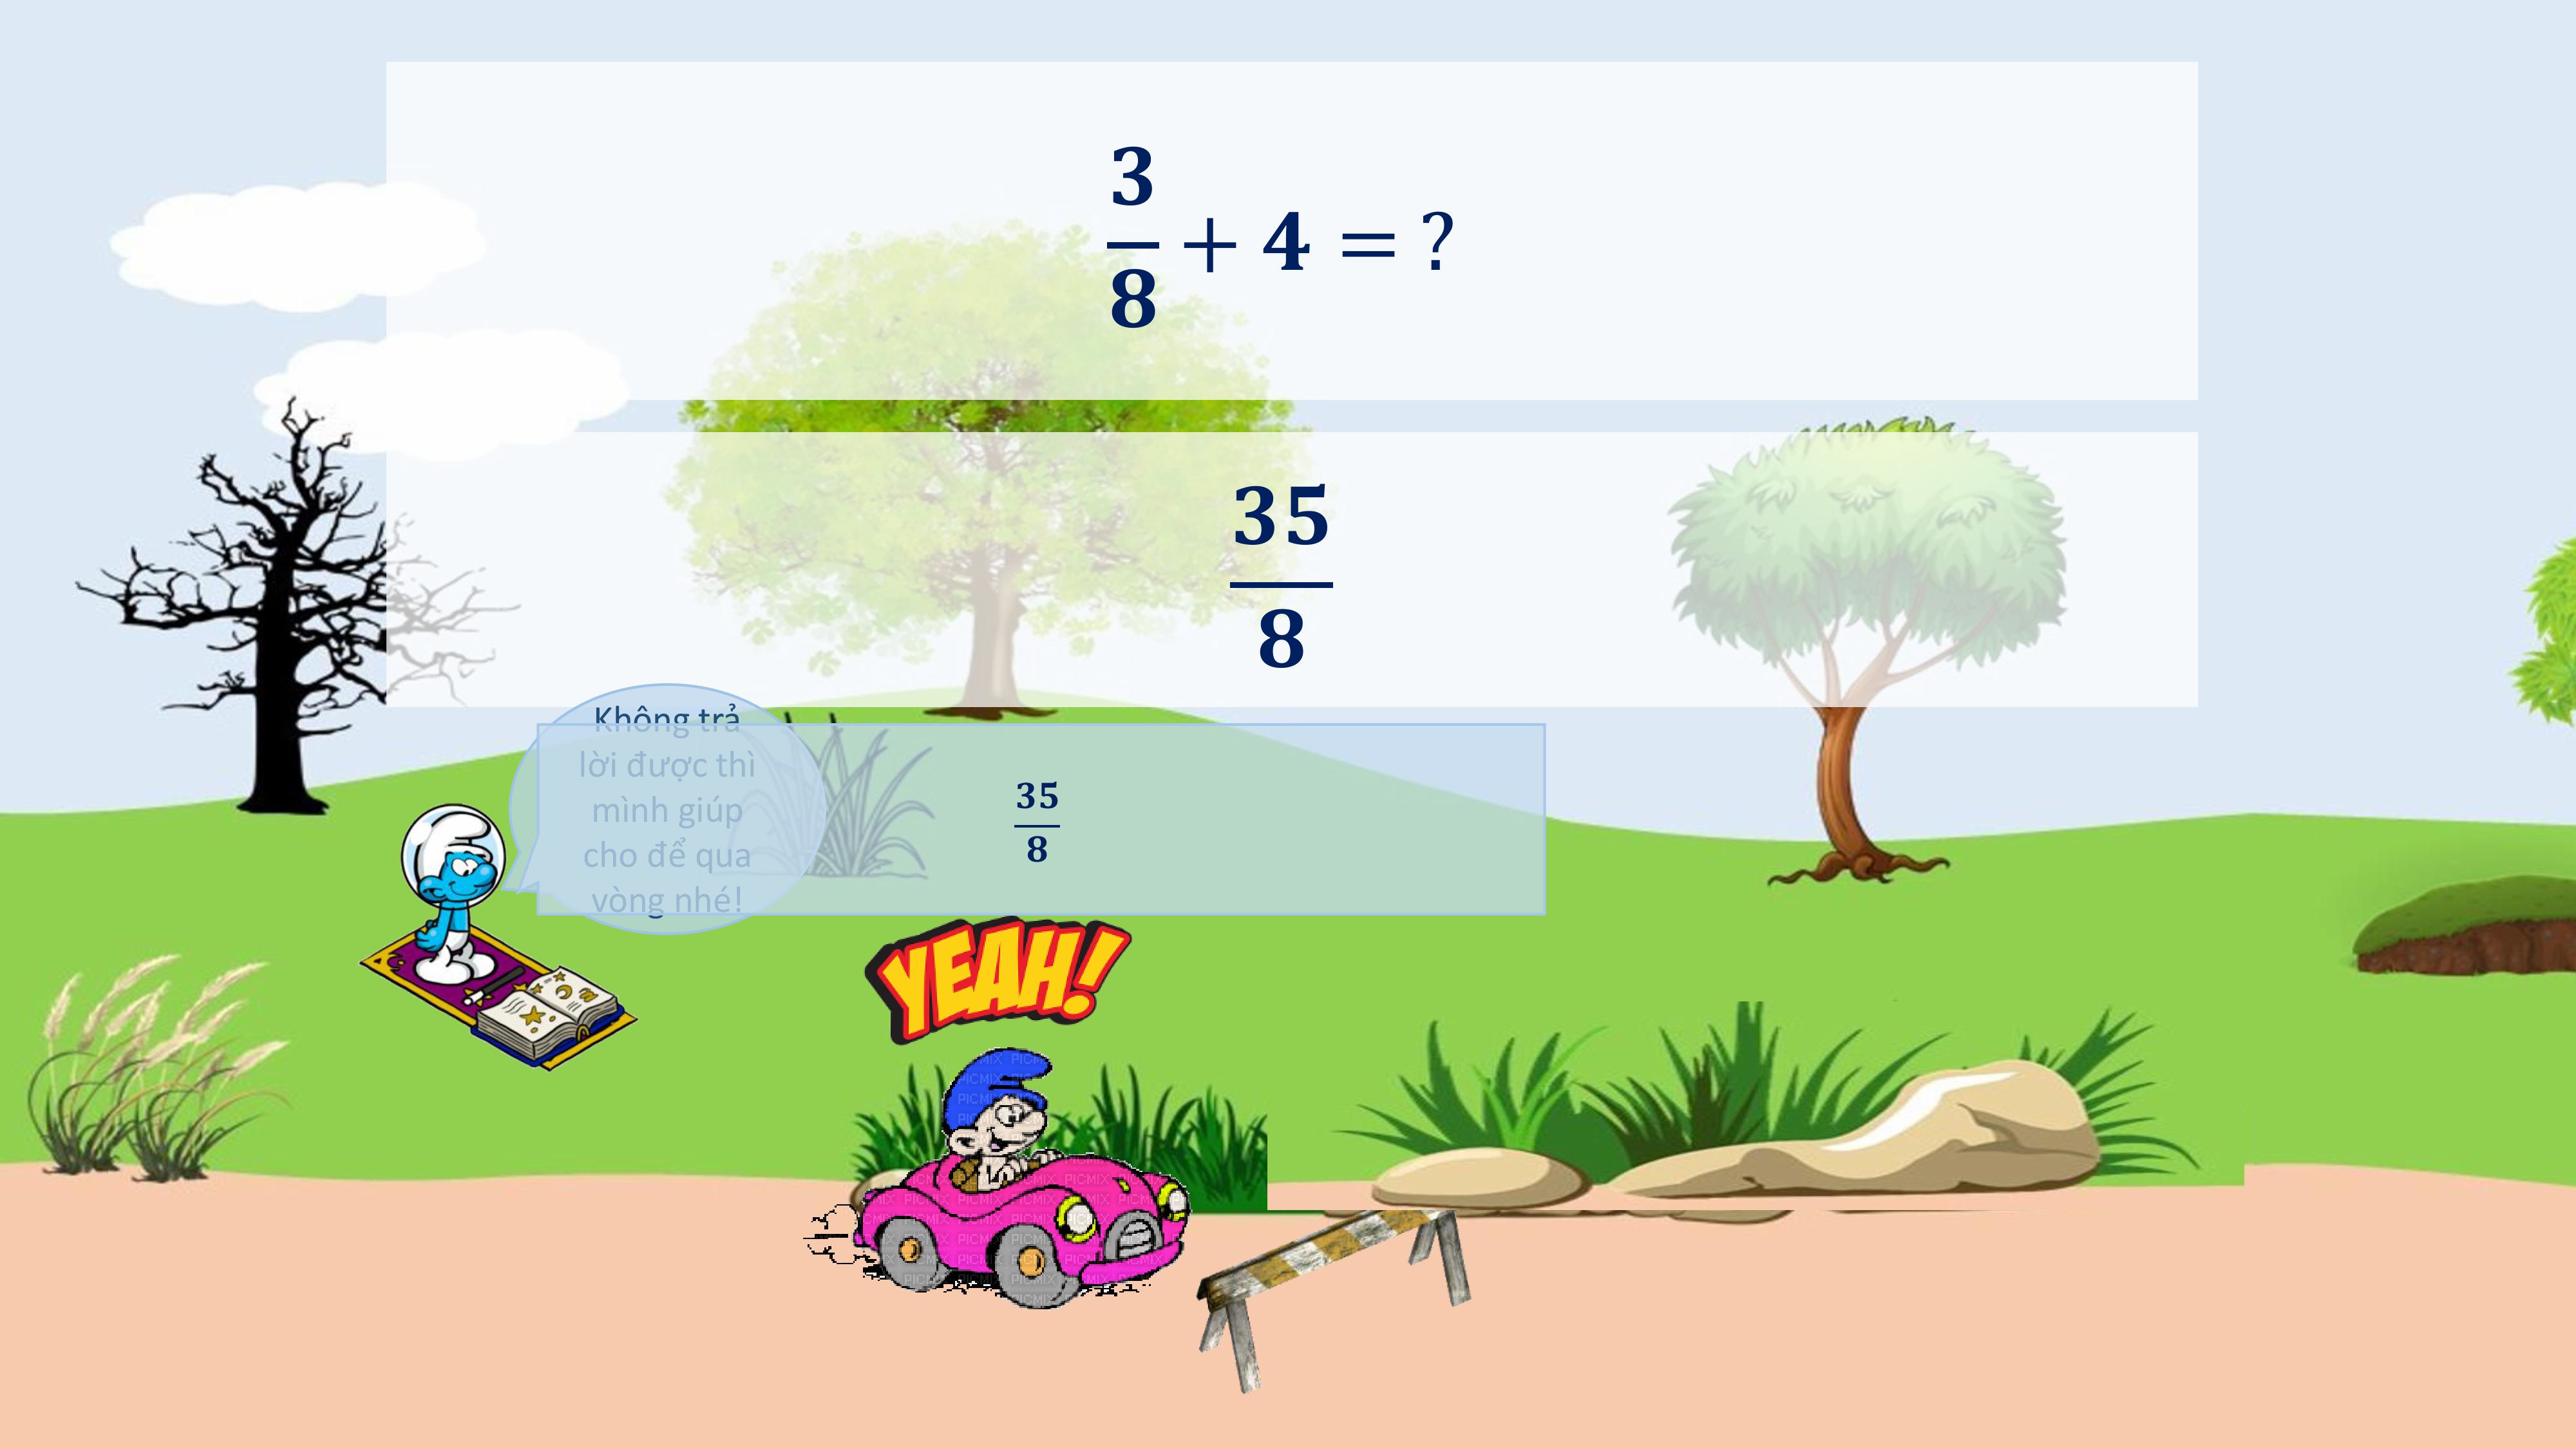 3/8 + 4 = ?
35/8
Không trả
lời được thì
mình giúp
cho để qua
vòng nhé!
35/8
YEAH!
PICMIX